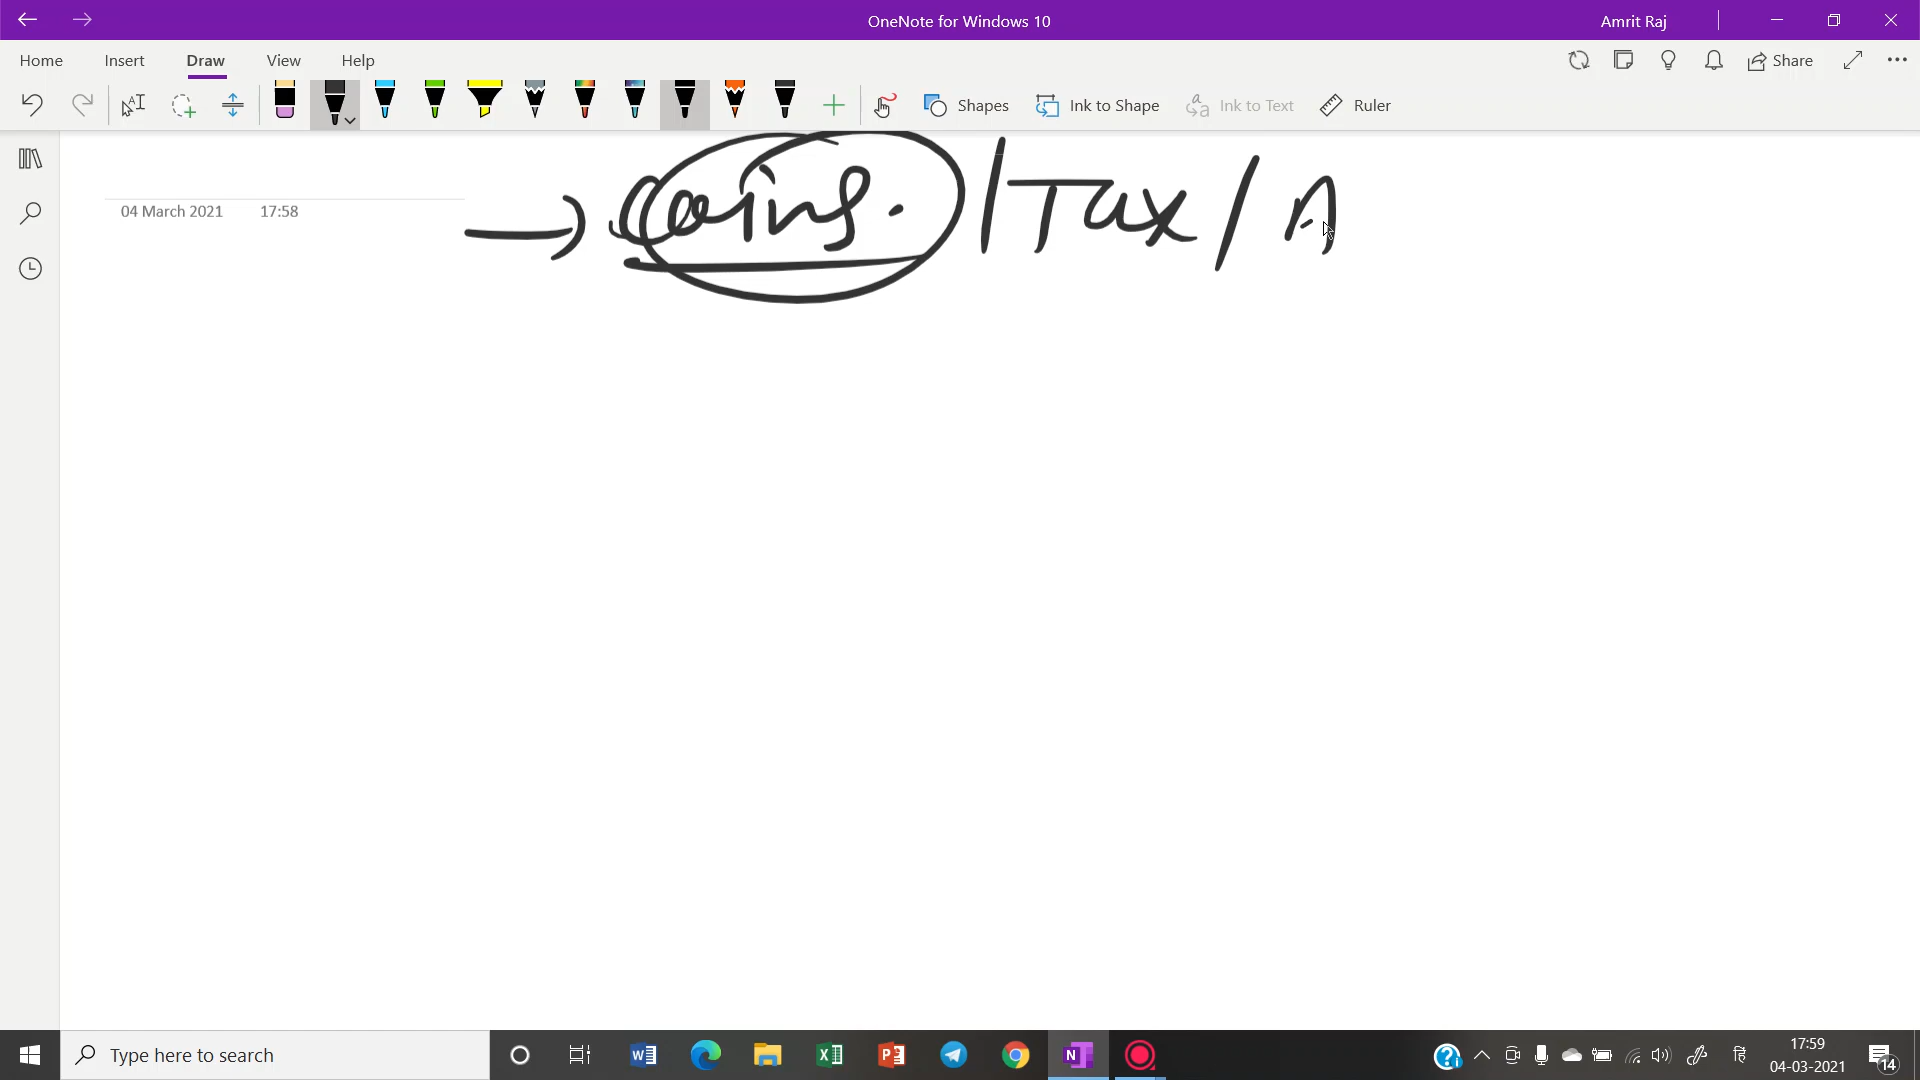 OneNote for Windows 10
Amrit Raj
Home Insert Draw View Help
Share
Shapes Ink to Shape Ink to Text Ruler
→ Coins. / Tax / A
04 March 2021 17:58
Type here to search
हिं
17:59
04-03-2021
14